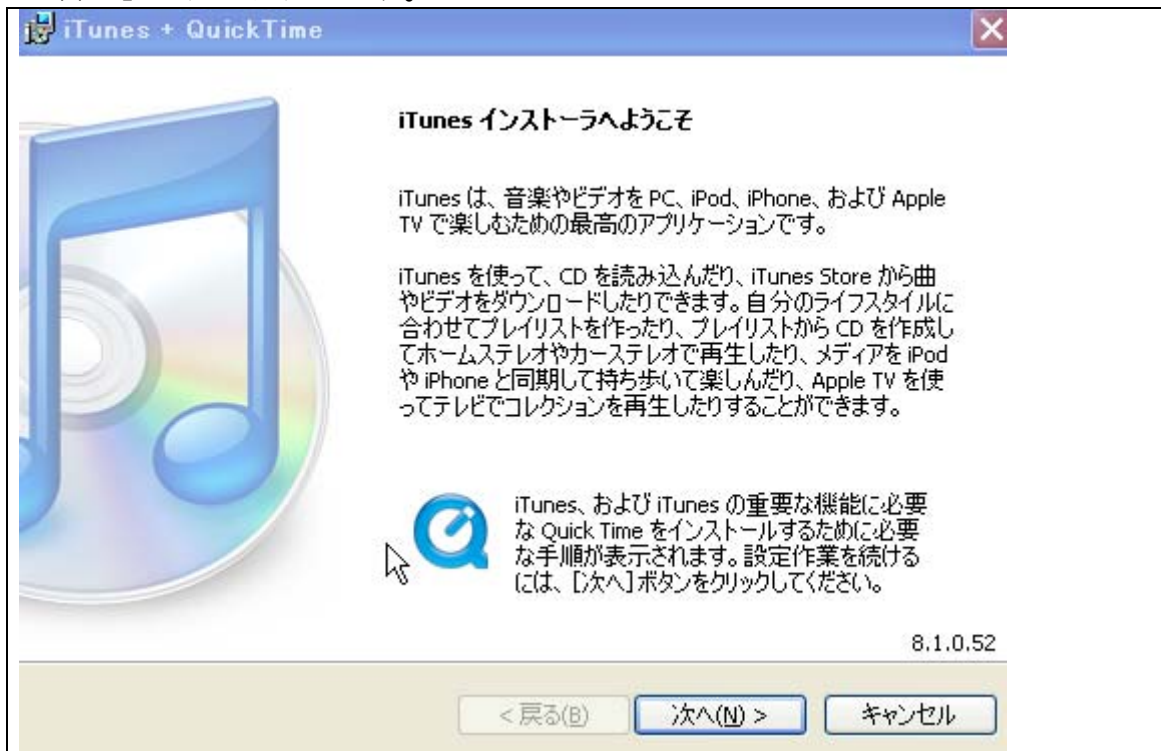 iTunes + QuickTime
iTunes インストーラへようこそ
iTunes は、音楽やビデオを PC、iPod、iPhone、および Apple
TV で楽しむための最高のアプリケーションです。
iTunes を使って、CD を読み込んだり、iTunes Store から曲
やビデオをダウンロードしたりできます。自分のライフスタイルに
合わせてプレイリストを作ったり、プレイリストから CD を作成し
てホームステレオやカーステレオで再生したり、メディアを iPod
や iPhone と同期して持ち歩いて楽しんだり、Apple TV を使
ってテレビでコレクションを再生したりすることができます。
iTunes、および iTunes の重要な機能に必要
な Quick Time をインストールするために必要
な手順が表示されます。設定作業を続ける
には、[次へ] ボタンをクリックしてください。
8.1.0.52
< 戻る(B) 次へ(N) > キャンセル